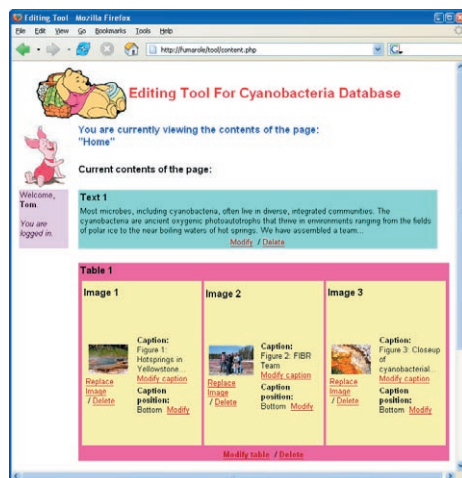 Editing Tool - Mozilla Firefox
File Edit View Go Bookmarks Tools Help
http://fumarole/tool/content.php
Editing Tool For Cyanobacteria Database
You are currently viewing the contents of the page:
"Home"
Current contents of the page:
Welcome,
Tom.
You are
logged in.
Text 1
Most microbes, including cyanobacteria, often live in diverse, integrated communities. The
cyanobacteria are ancient oxygenic photoautotrophs that thrive in environments ranging from the fields
of polar ice to the near boiling waters of hot springs. We have assembled a team...
Modify / Delete
Table 1
Image 1
Caption:
Figure 1:
Hotsprings in
Yellowstone...
Modify caption
Caption
position:
Bottom Modify
Replace
Image
/ Delete
Image 2
Caption:
Figure 2: FIBR
Team
Modify caption
Caption
position:
Bottom Modify
Replace
Image
/ Delete
Image 3
Caption:
Figure 3: Closeup
of
cyanobacterial...
Modify caption
Caption
position:
Bottom Modify
Replace
Image
/ Delete
Modify table / Delete